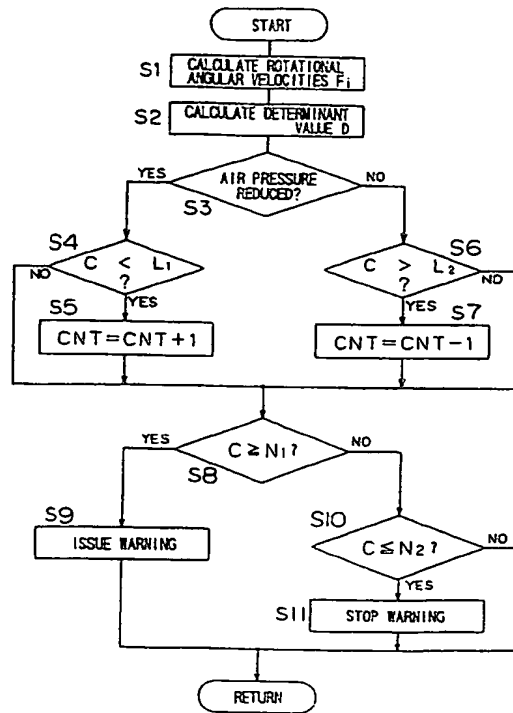 START
S1
CALCULATE ROTATIONAL
ANGULAR VELOCITIES Fi
S2
CALCULATE DETERMINANT
VALUE D
YES
AIR PRESSURE
REDUCED?
NO
S3
S4
C < L1
?
NO
YES
S5
CNT=CNT+1
S6
C > L2
?
NO
YES
S7
CNT=CNT-1
YES
C≧N1?
NO
S8
S9
ISSUE WARNING
S10
C≦N2?
NO
YES
S11
STOP WARNING
RETURN